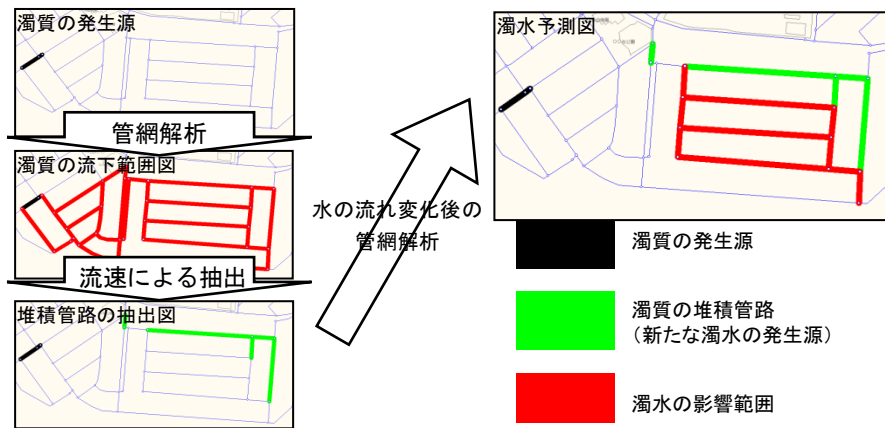 濁質の発生源
管網解析
濁質の流下範囲図
流速による抽出
堆積管路の抽出図
水の流れ変化後の
管網解析
濁水予測図
濁質の発生源
濁質の堆積管路
（新たな濁水の発生源）
濁水の影響範囲